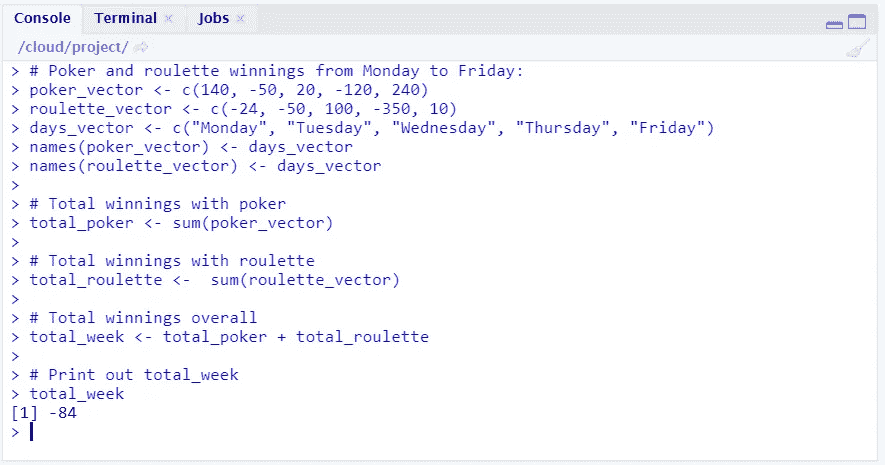 Console Terminal × Jobs ×
/cloud/project/
> # Poker and roulette winnings from Monday to Friday:
> poker_vector <- c(140, -50, 20, -120, 240)
> roulette_vector <- c(-24, -50, 100, -350, 10)
> days_vector <- c("Monday", "Tuesday", "Wednesday", "Thursday", "Friday")
> names(poker_vector) <- days_vector
> names(roulette_vector) <- days_vector
>
> # Total winnings with poker
> total_poker <- sum(poker_vector)
>
> # Total winnings with roulette
> total_roulette <-  sum(roulette_vector)
>
> # Total winnings overall
> total_week <- total_poker + total_roulette
>
> # Print out total_week
> total_week
[1] -84
>